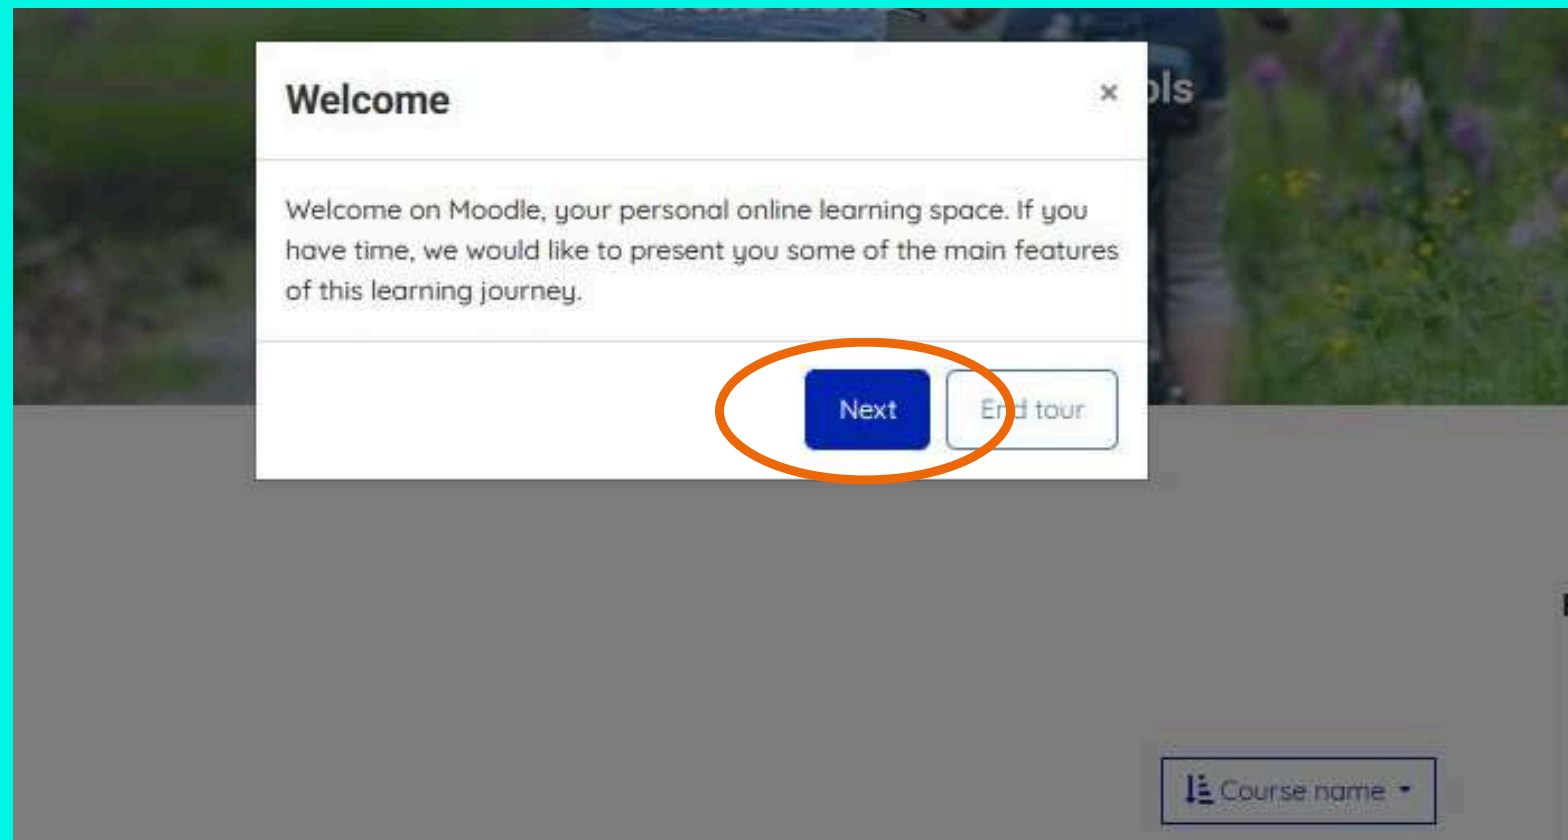 Welcome
×
ols
Welcome on Moodle, your personal online learning space. If you
have time, we would like to present you some of the main features
of this learning journey.
Next
End tour
Course name